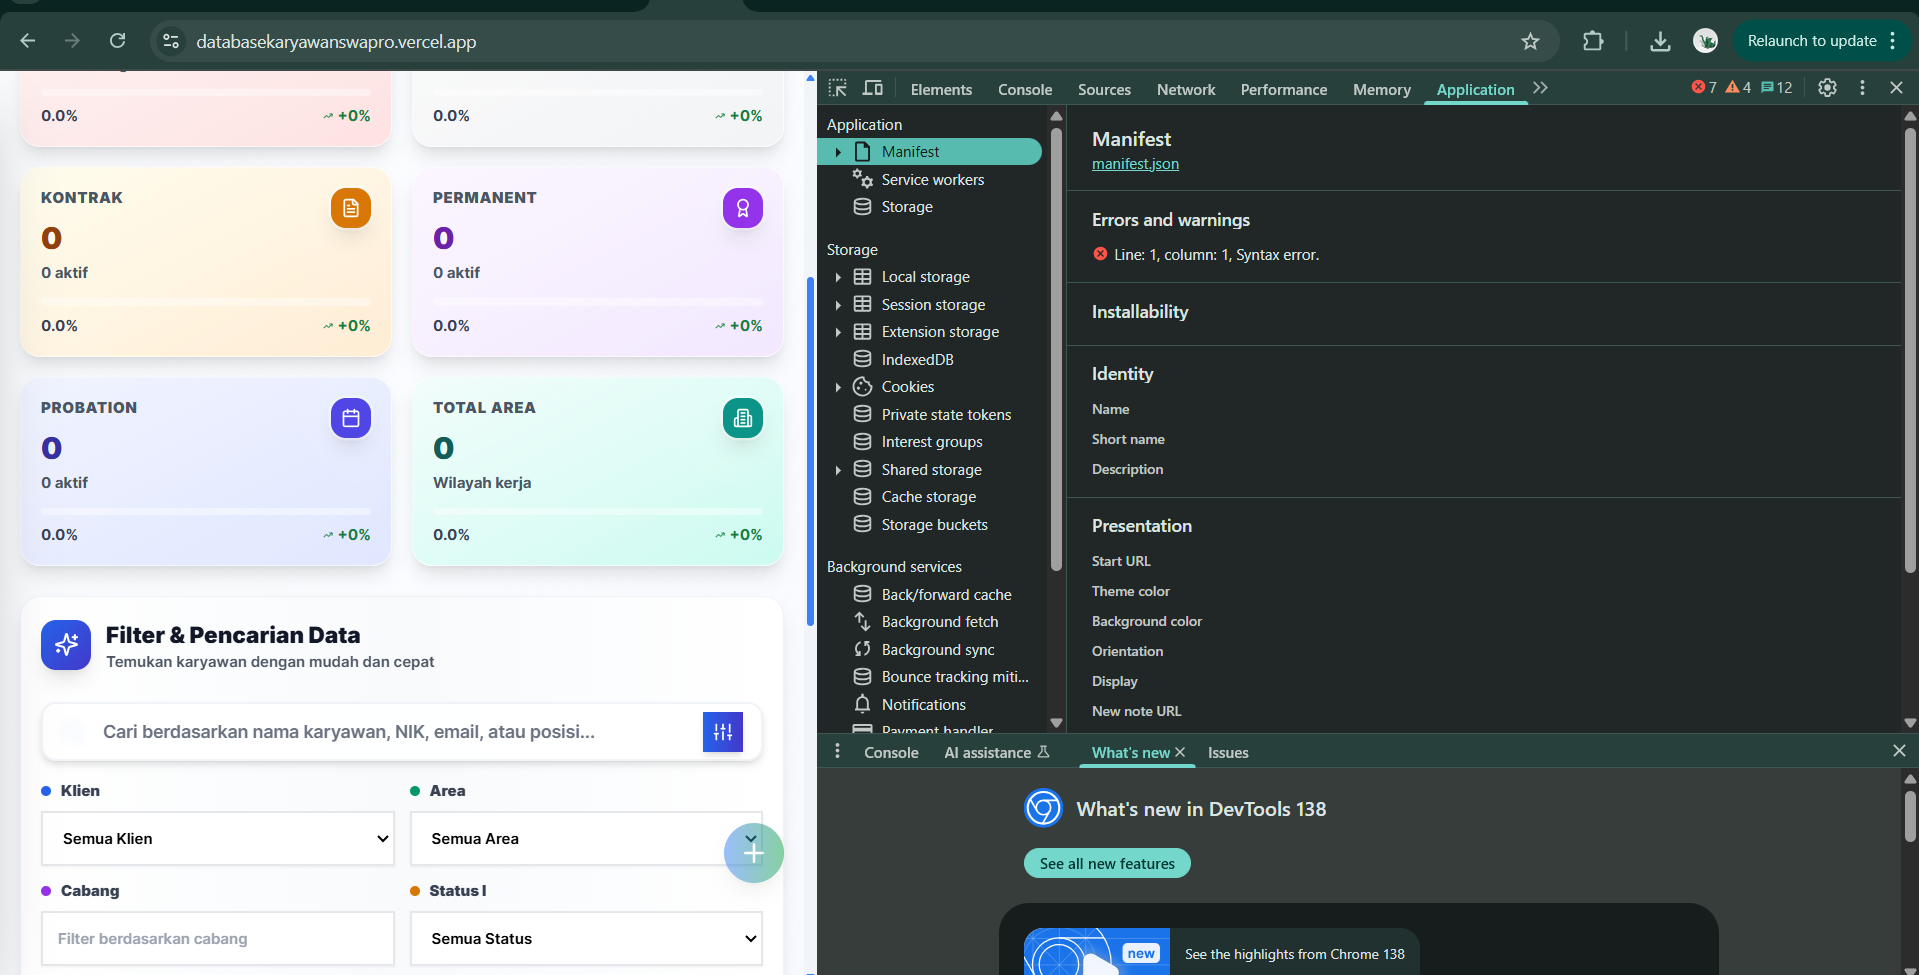 databasekaryawanswapro.vercel.app
Relaunch to update
0.0%
+0%
0.0%
+0%
KONTRAK
0
0 aktif
0.0%
+0%
PERMANENT
0
0 aktif
0.0%
+0%
PROBATION
0
0 aktif
0.0%
+0%
TOTAL AREA
0
Wilayah kerja
0.0%
+0%
Filter & Pencarian Data
Temukan karyawan dengan mudah dan cepat
Cari berdasarkan nama karyawan, NIK, email, atau posisi...
Klien
Semua Klien
Area
Semua Area
Cabang
Filter berdasarkan cabang
Status I
Semua Status
Elements
Console
Sources
Network
Performance
Memory
Application
7
4
12
Application
Manifest
Service workers
Storage
Storage
Local storage
Session storage
Extension storage
IndexedDB
Cookies
Private state tokens
Interest groups
Shared storage
Cache storage
Storage buckets
Background services
Back/forward cache
Background fetch
Background sync
Bounce tracking miti...
Notifications
Payment handler
Manifest
manifest.json
Errors and warnings
Line: 1, column: 1, Syntax error.
Installability
Identity
Name
Short name
Description
Presentation
Start URL
Theme color
Background color
Orientation
Display
New note URL
Console
AI assistance
What's new
Issues
What's new in DevTools 138
See all new features
new
See the highlights from Chrome 138